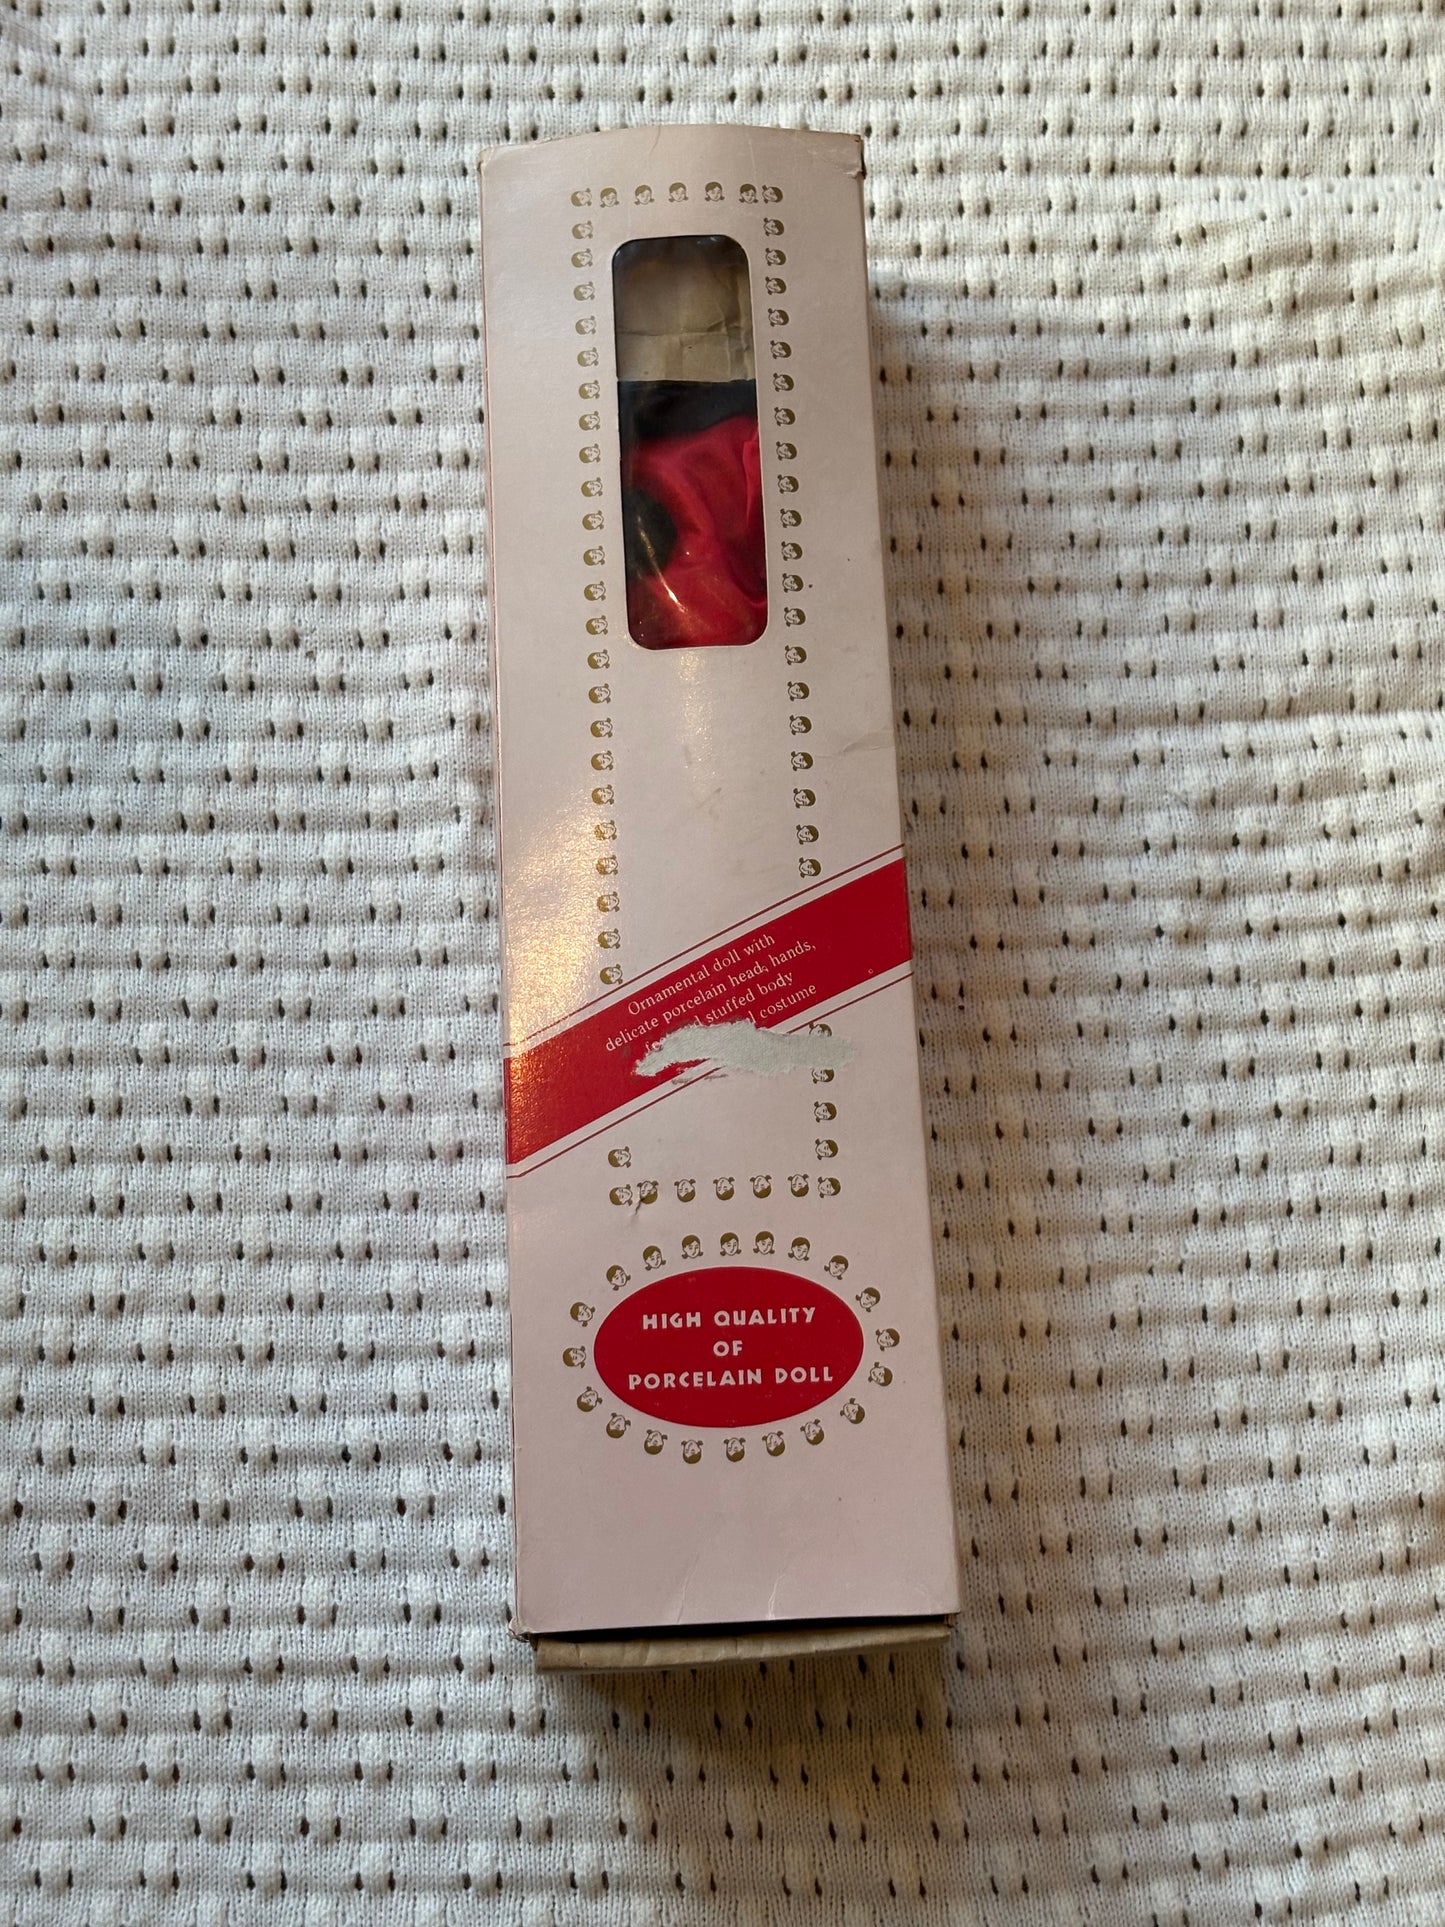 Ornamental doll with
delicate porcelain head, hands,
stuffed body
costume
HIGH QUALITY
OF
PORCELAIN DOLL